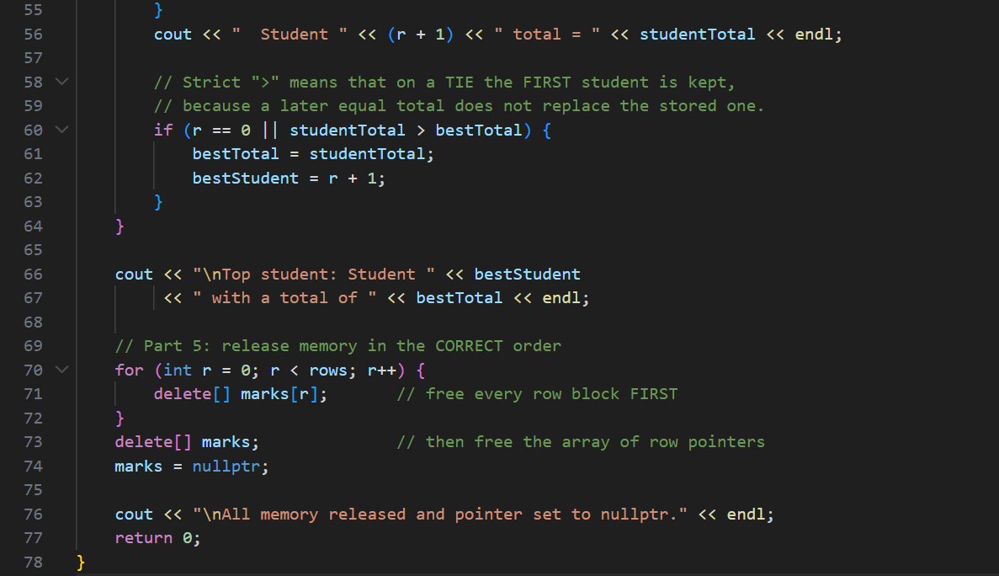 55            }
56            cout << "  Student " << (r + 1) << " total = " << studentTotal << endl;
57
58            // Strict ">" means that on a TIE the FIRST student is kept,
59            // because a later equal total does not replace the stored one.
60            if (r == 0 || studentTotal > bestTotal) {
61                bestTotal = studentTotal;
62                bestStudent = r + 1;
63            }
64        }
65
66        cout << "\nTop student: Student " << bestStudent
67             << " with a total of " << bestTotal << endl;
68
69        // Part 5: release memory in the CORRECT order
70        for (int r = 0; r < rows; r++) {
71            delete[] marks[r];       // free every row block FIRST
72        }
73        delete[] marks;              // then free the array of row pointers
74        marks = nullptr;
75
76        cout << "\nAll memory released and pointer set to nullptr." << endl;
77        return 0;
78    }